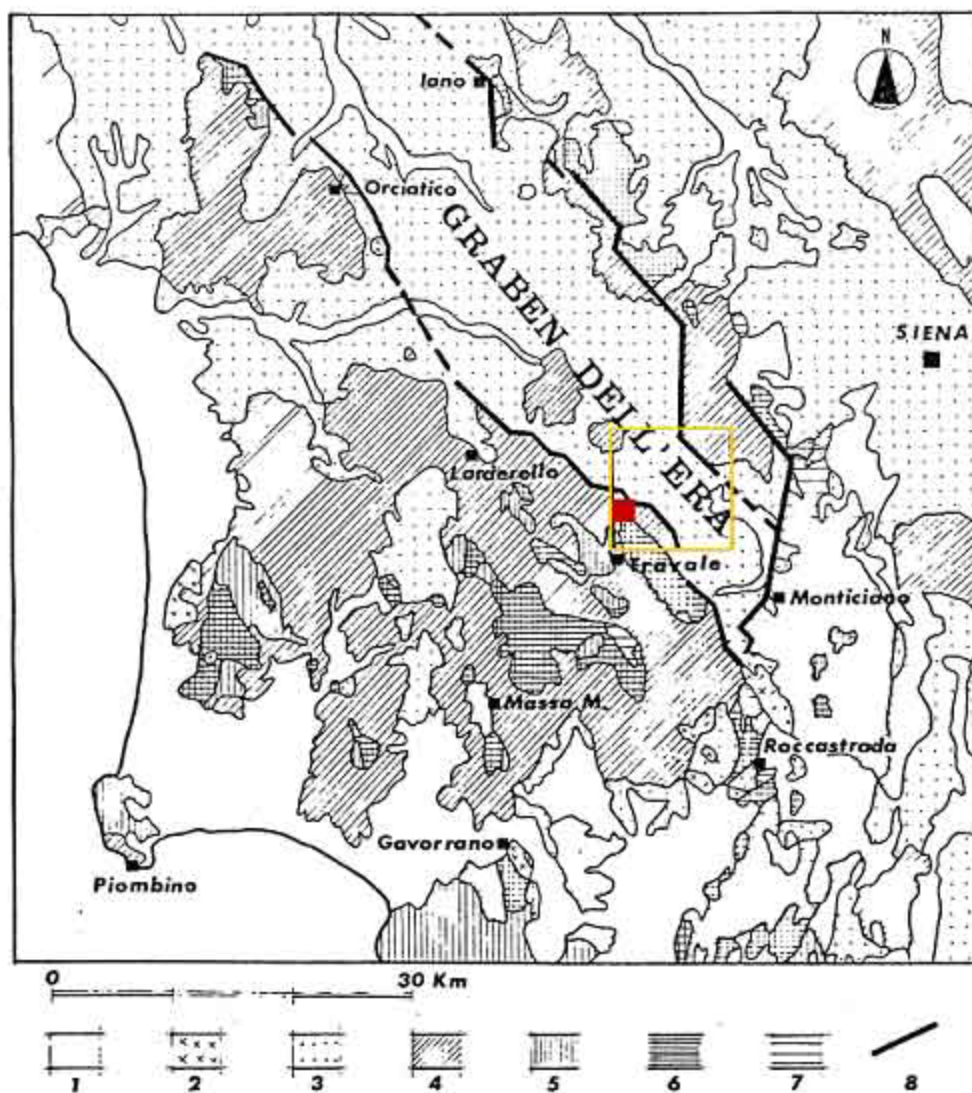 N
Iano
Orciatico
GRABEN DELL'ERA
SIENA
Larderello
Travale
Monticiano
Massa M.
Roccastrada
Gavorrano
Piombino
0 30 Km
1 2 3 4 5 6 7 8